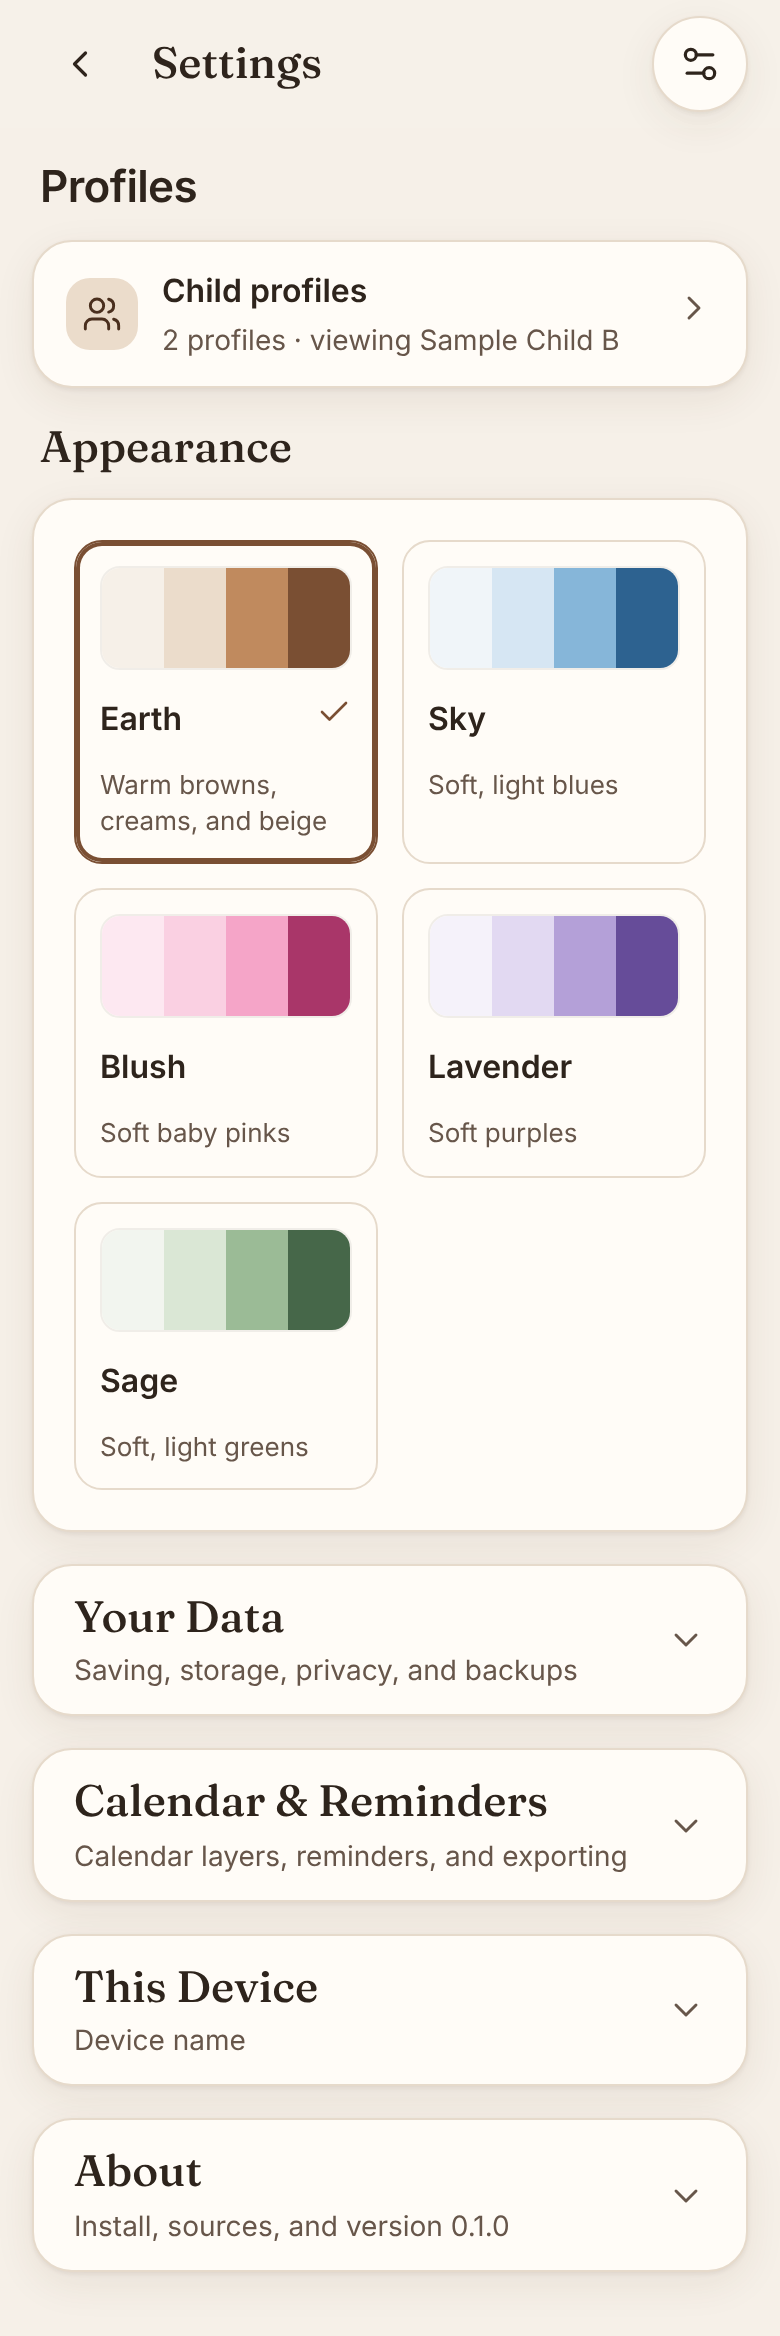 Settings
Profiles
Child profiles
2 profiles · viewing Sample Child B
Appearance
Earth
Warm browns,
creams, and beige
Sky
Soft, light blues
Blush
Soft baby pinks
Lavender
Soft purples
Sage
Soft, light greens
Your Data
Saving, storage, privacy, and backups
Calendar & Reminders
Calendar layers, reminders, and exporting
This Device
Device name
About
Install, sources, and version 0.1.0